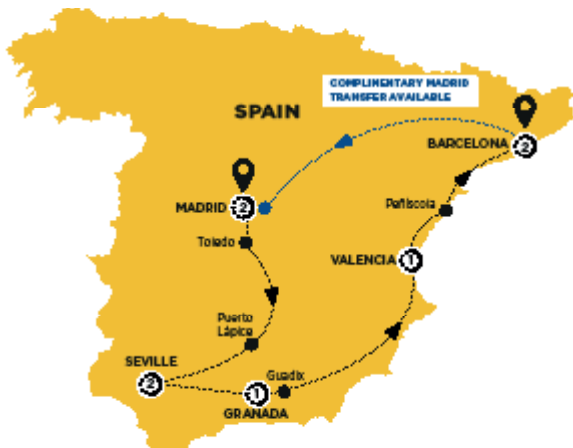 COMPLIMENTARY MADRID
TRANSFER AVAILABLE
SPAIN
BARCELONA
2
MADRID
2
Peñíscola
Toledo
VALENCIA
1
Puerto
Lápice
SEVILLE
2
Guadix
1
GRANADA